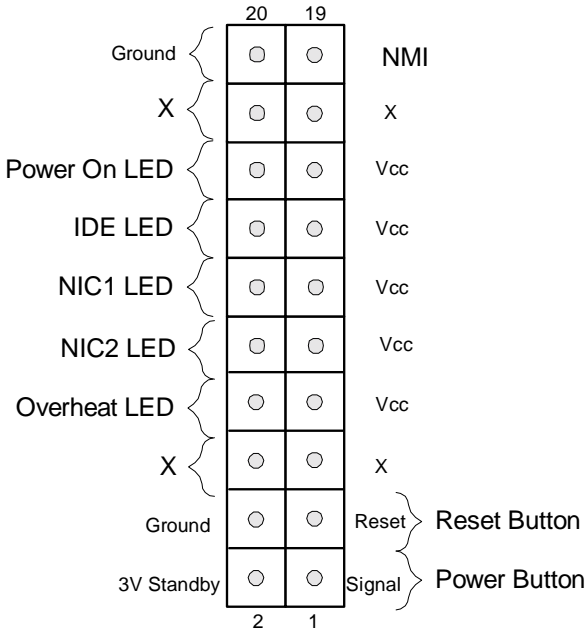 20 19
Ground NMI
X X
Power On LED Vcc
IDE LED Vcc
NIC1 LED Vcc
NIC2 LED Vcc
Overheat LED Vcc
X X
Ground Reset Reset Button
3V Standby Signal Power Button
2 1